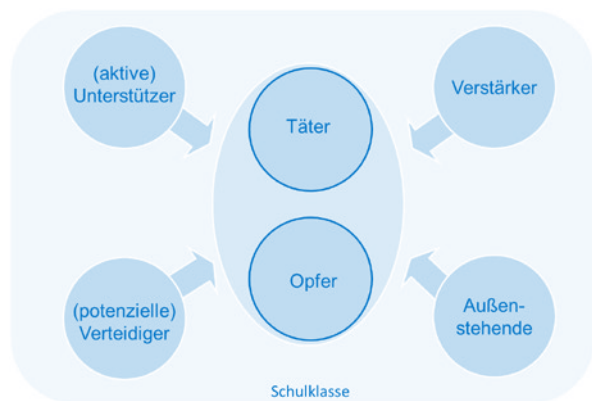 (aktive)
Unterstützer
Verstärker
Täter
Opfer
(potenzielle)
Verteidiger
Außen-
stehende
Schulklasse